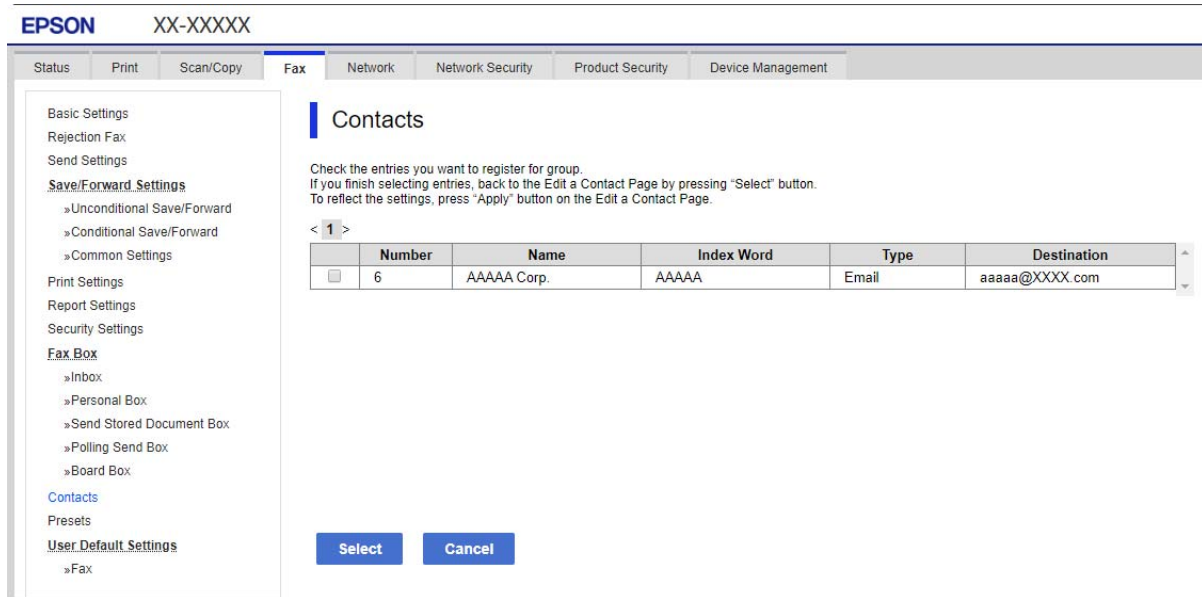 EPSON XX-XXXXX
Status Print Scan/Copy Fax Network Network Security Product Security Device Management
Basic Settings
Rejection Fax
Send Settings
Save/Forward Settings
»Unconditional Save/Forward
»Conditional Save/Forward
»Common Settings
Print Settings
Report Settings
Security Settings
Fax Box
»Inbox
»Personal Box
»Send Stored Document Box
»Polling Send Box
»Board Box
Contacts
Presets
User Default Settings
»Fax
Contacts
Check the entries you want to register for group.
If you finish selecting entries, back to the Edit a Contact Page by pressing “Select” button.
To reflect the settings, press “Apply” button on the Edit a Contact Page.
< 1 >
Number Name Index Word Type Destination
6 AAAAA Corp. AAAAA Email aaaaa@XXXX.com
Select Cancel